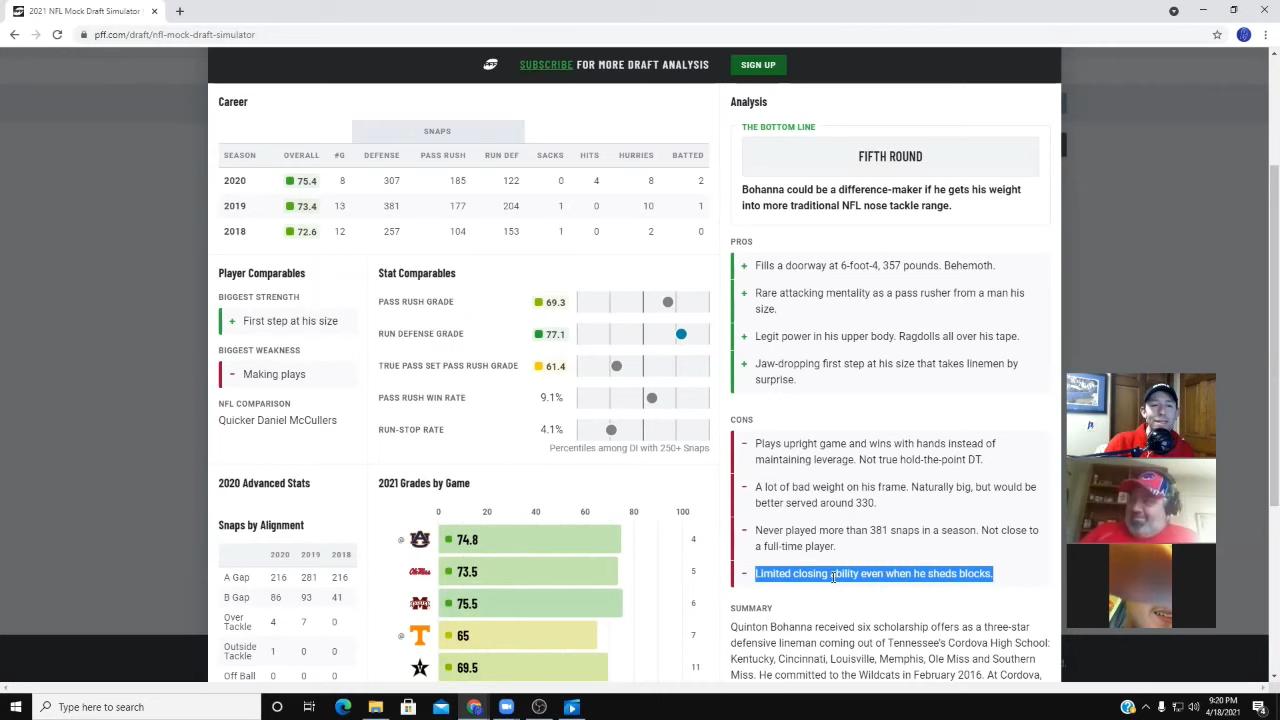 2021 NFL Mock Draft Simulator
pff.com/draft/nfl-mock-draft-simulator
PFF
SUBSCRIBE FOR MORE DRAFT ANALYSIS
SIGN UP
Career
SNAPS
SEASON OVERALL #G DEFENSE PASS RUSH RUN DEF SACKS HITS HURRIES BATTED
2020 75.4 8 307 185 122 0 4 8 2
2019 73.4 13 381 177 204 1 0 10 1
2018 72.6 12 257 104 153 1 0 2 0
Player Comparables
BIGGEST STRENGTH
+ First step at his size
BIGGEST WEAKNESS
- Making plays
NFL COMPARISON
Quicker Daniel McCullers
Stat Comparables
PASS RUSH GRADE 69.3
RUN DEFENSE GRADE 77.1
TRUE PASS SET PASS RUSH GRADE 61.4
PASS RUSH WIN RATE 9.1%
RUN-STOP RATE 4.1%
Percentiles among DI with 250+ Snaps
2020 Advanced Stats
Snaps by Alignment
2020 2019 2018
A Gap 216 281 216
B Gap 86 93 41
Over
Tackle 4 7 0
Outside
Tackle 1 0 0
Off Ball 0 0 0
2021 Grades by Game
0 20 40 60 80 100
@ 74.8 4
Ole Miss 73.5 5
75.5 6
@ T 65 7
69.5 11
Analysis
THE BOTTOM LINE
FIFTH ROUND
Bohanna could be a difference-maker if he gets his weight
into more traditional NFL nose tackle range.
PROS
+ Fills a doorway at 6-foot-4, 357 pounds. Behemoth.
+ Rare attacking mentality as a pass rusher from a man his
size.
+ Legit power in his upper body. Ragdolls all over his tape.
+ Jaw-dropping first step at his size that takes linemen by
surprise.
CONS
- Plays upright game and wins with hands instead of
maintaining leverage. Not true hold-the-point DT.
- A lot of bad weight on his frame. Naturally big, but would be
better served around 330.
- Never played more than 381 snaps in a season. Not close to
a full-time player.
- Limited closing ability even when he sheds blocks.
SUMMARY
Quinton Bohanna received six scholarship offers as a three-star
defensive lineman coming out of Tennessee's Cordova High School:
Kentucky, Cincinnati, Louisville, Memphis, Ole Miss and Southern
Miss. He committed to the Wildcats in February 2016. At Cordova,
Type here to search
9:20 PM
4/18/2021